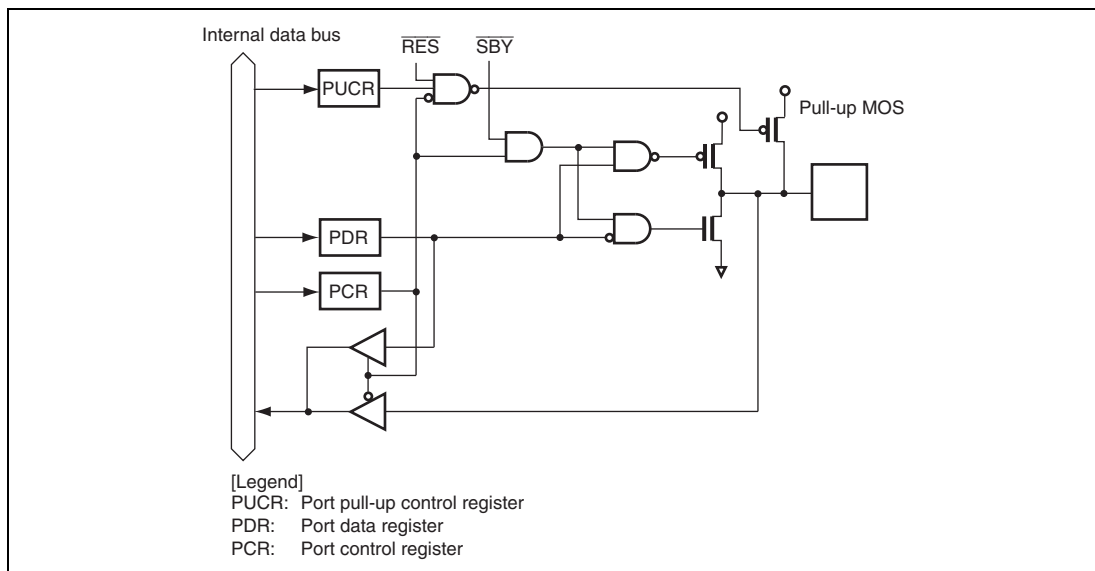 Internal data bus
RES
SBY
PUCR
Pull-up MOS
PDR
PCR
[Legend]
PUCR: Port pull-up control register
PDR: Port data register
PCR: Port control register